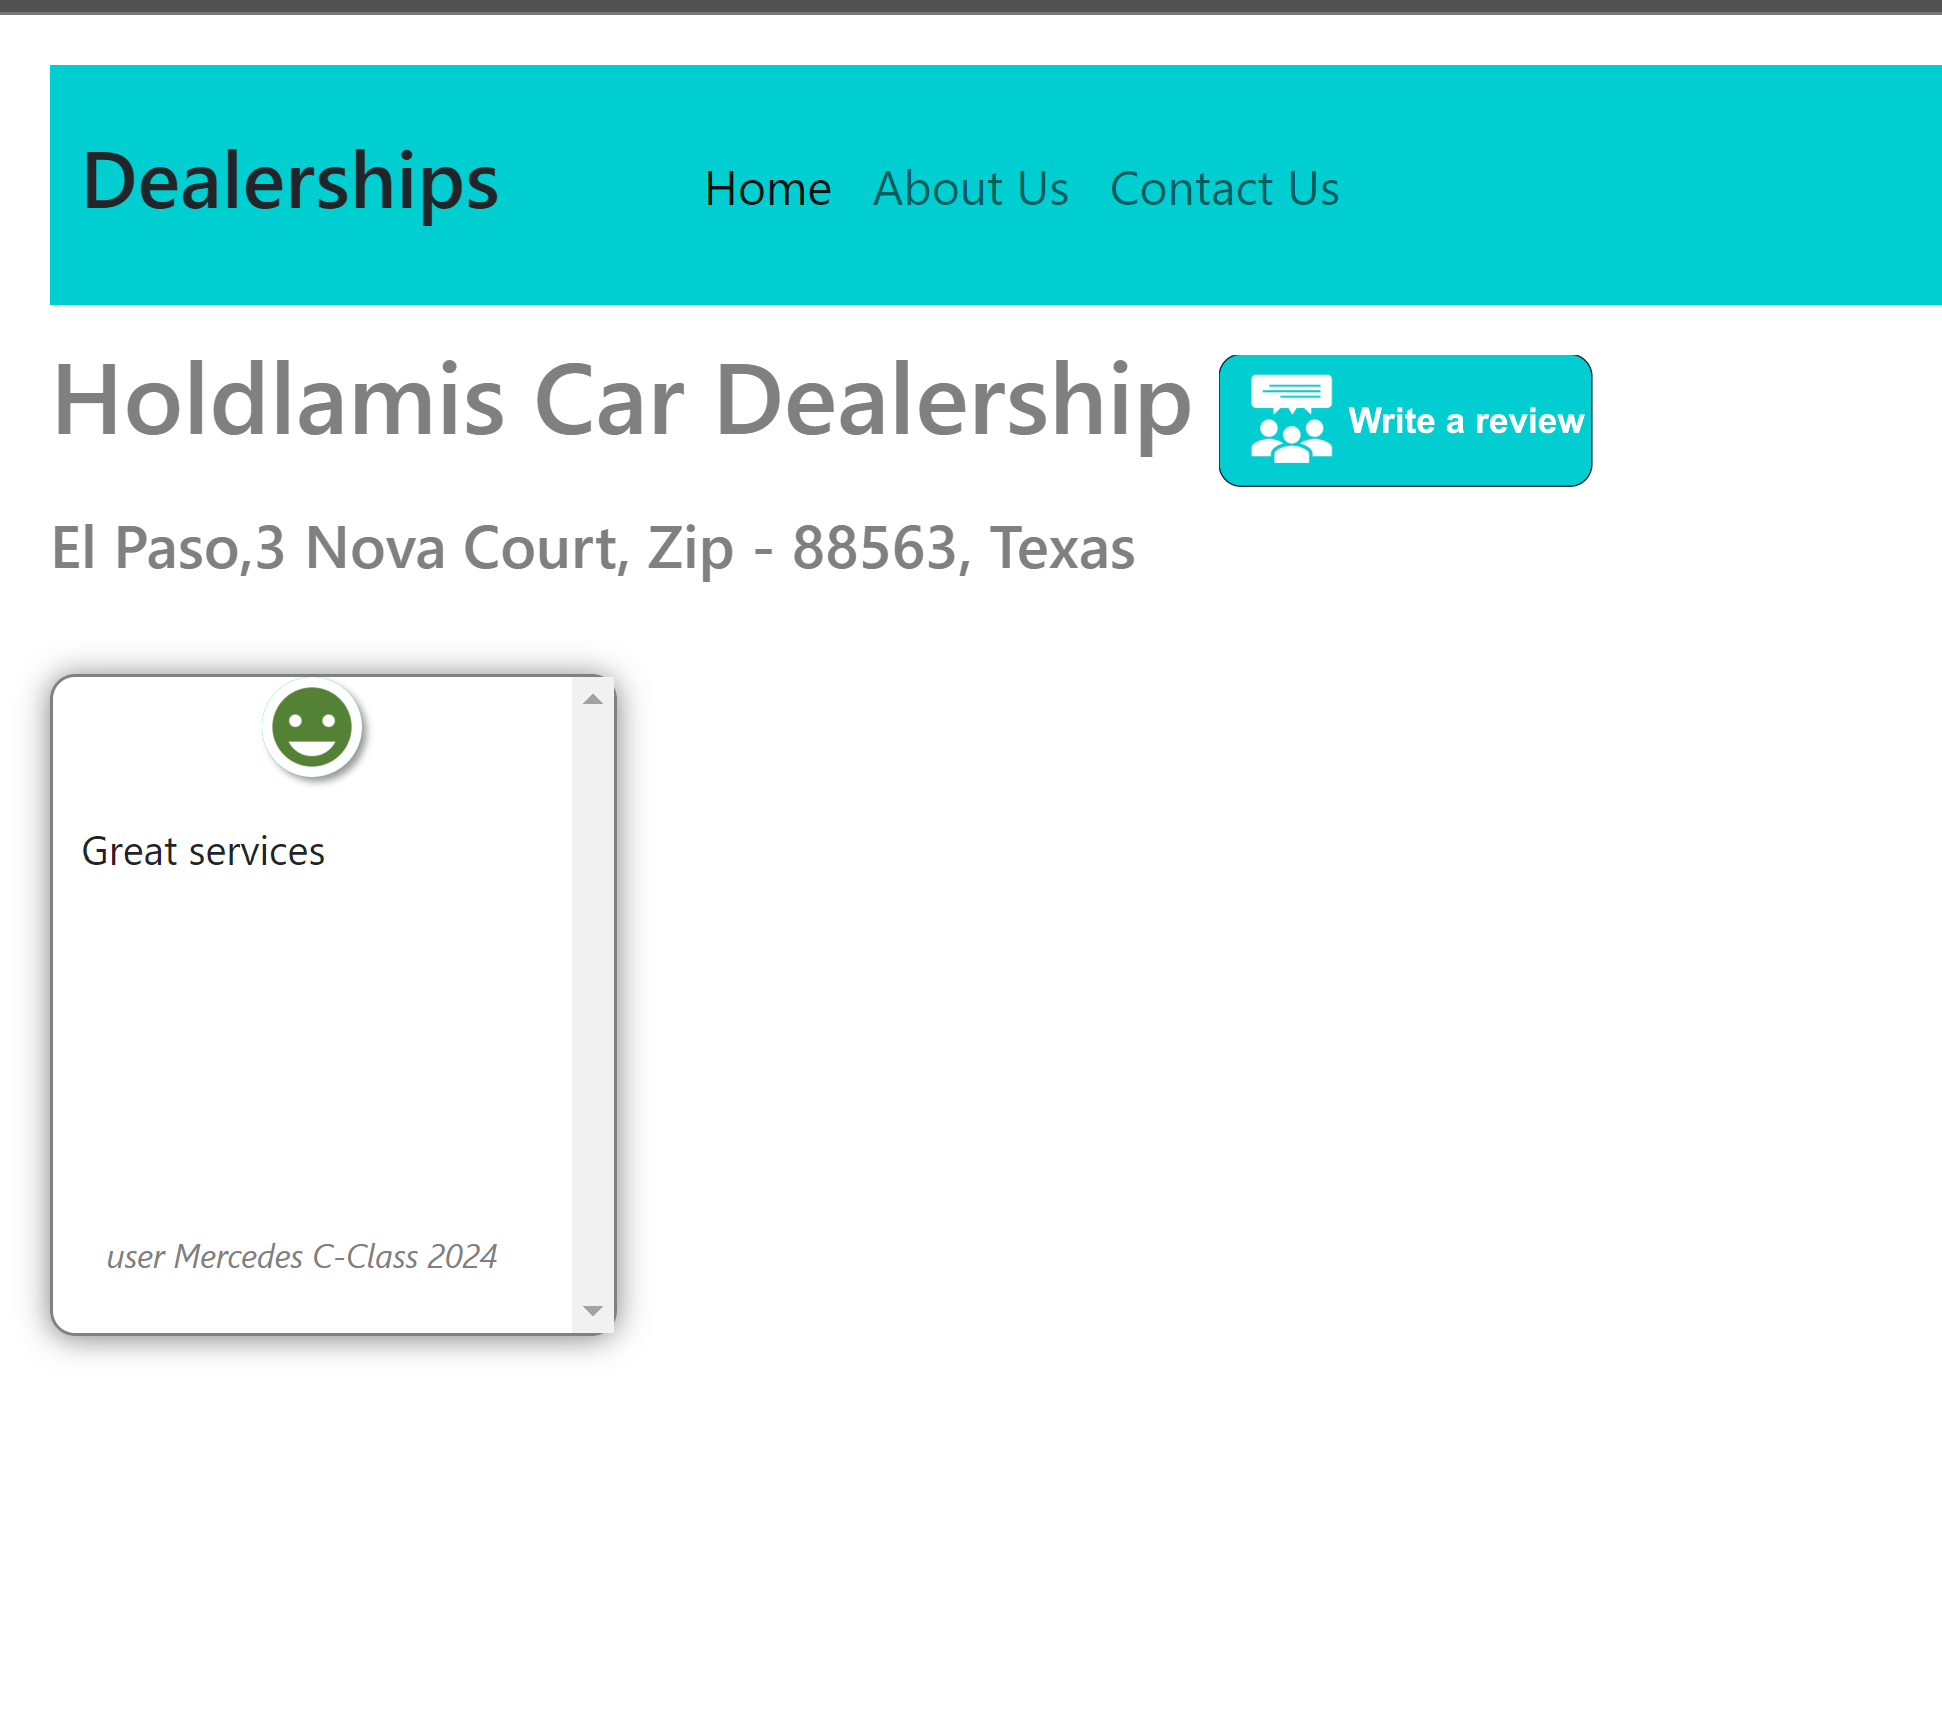 Dealerships
Home About Us Contact Us
Holdlamis Car Dealership
Write a review
El Paso,3 Nova Court, Zip - 88563, Texas
Great services
user Mercedes C-Class 2024